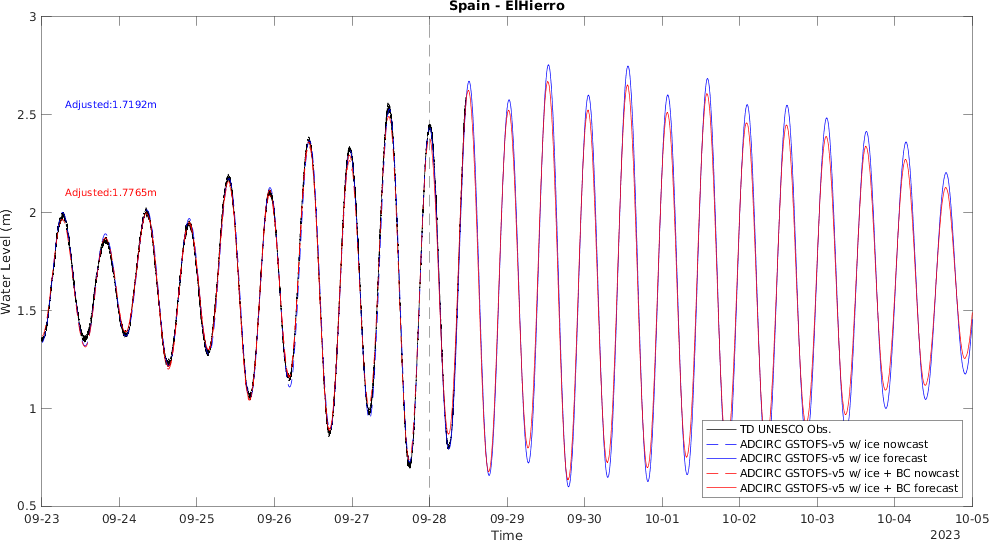 Spain - ElHierro
3
2.5
2
1.5
1
0.5
Water Level (m)
Adjusted:1.7192m
Adjusted:1.7765m
TD UNESCO Obs.
ADCIRC GSTOFS-v5 w/ ice nowcast
ADCIRC GSTOFS-v5 w/ ice forecast
ADCIRC GSTOFS-v5 w/ ice + BC nowcast
ADCIRC GSTOFS-v5 w/ ice + BC forecast
09-23 09-24 09-25 09-26 09-27 09-28 09-29 09-30 10-01 10-02 10-03 10-04 10-05
Time
2023